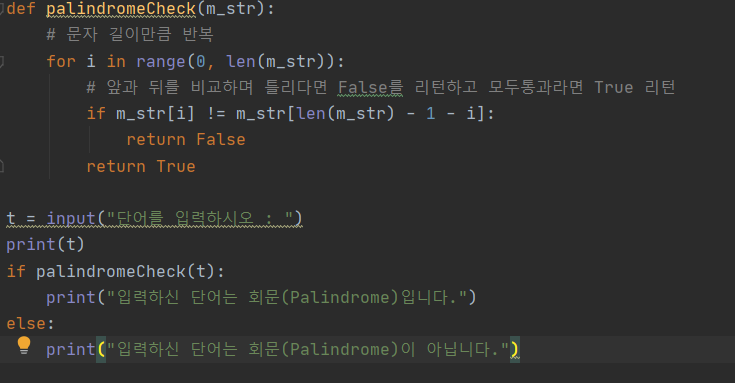 def palindromeCheck(m_str):
    # 문자 길이만큼 반복
    for i in range(0, len(m_str)):
        # 앞과 뒤를 비교하며 틀리다면 False를 리턴하고 모두통과라면 True 리턴
        if m_str[i] != m_str[len(m_str) - 1 - i]:
            return False
        return True
t = input("단어를 입력하시오 : ")
print(t)
if palindromeCheck(t):
    print("입력하신 단어는 회문(Palindrome)입니다.")
else:
    print("입력하신 단어는 회문(Palindrome)이 아닙니다.")